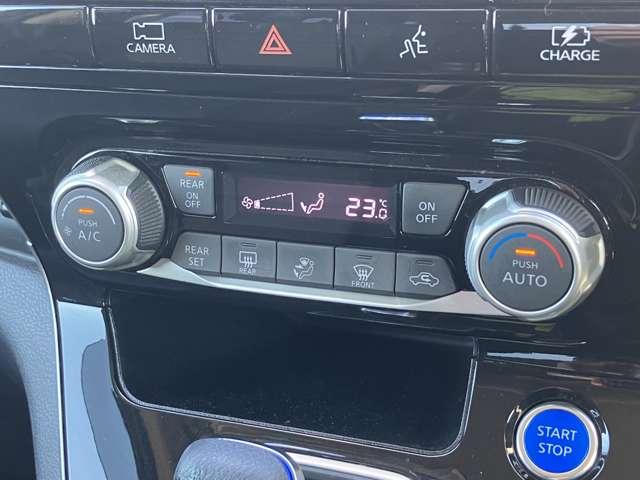 CAMERA
CHARGE
REAR
ON
OFF
23.0
°C
ON
OFF
PUSH
A/C
PUSH
AUTO
REAR
SET
REAR
FRONT
START
STOP